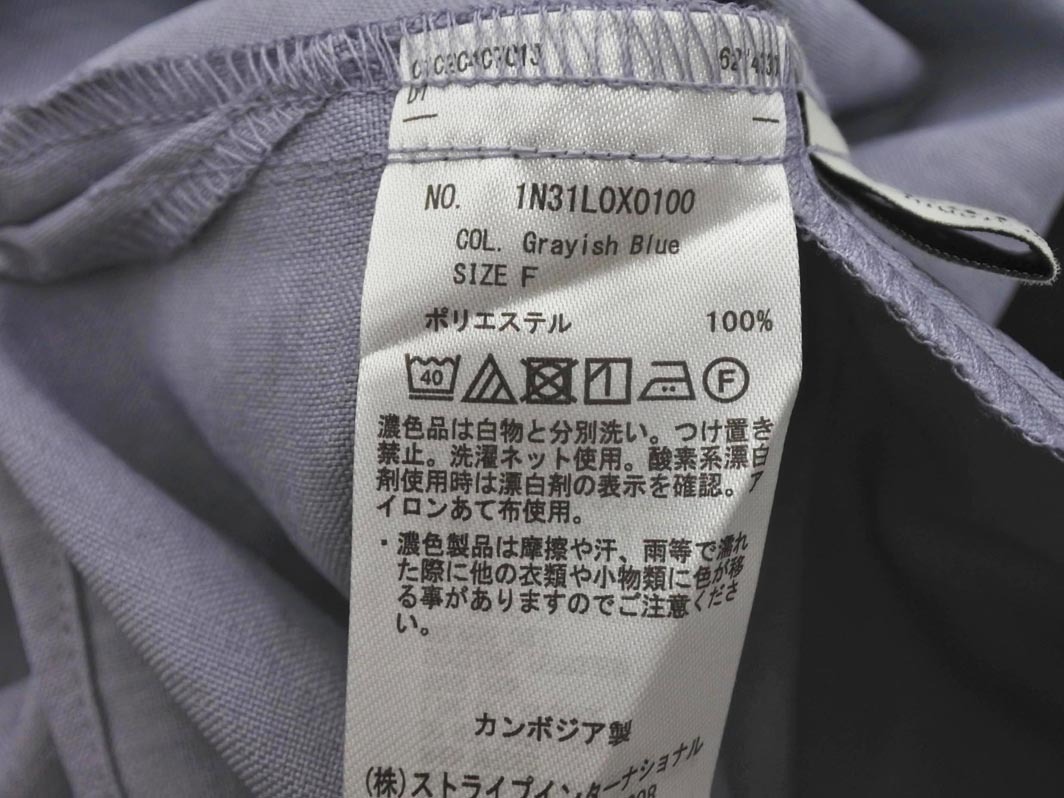 NO. 1N31L0X0100
COL. Grayish Blue
SIZE F
ポリエステル 100%
40
F
濃色品は白物と分別洗い。つけ置き
禁止。洗濯ネット使用。酸素系漂白
剤使用時は漂白剤の表示を確認。ア
イロンあて布使用。
・濃色製品は摩擦や汗、雨等で濡れ
た際に他の衣類や小物類に色が移
る事がありますのでご注意くださ
い。
カンボジア製
(株)ストライプインターナショナル